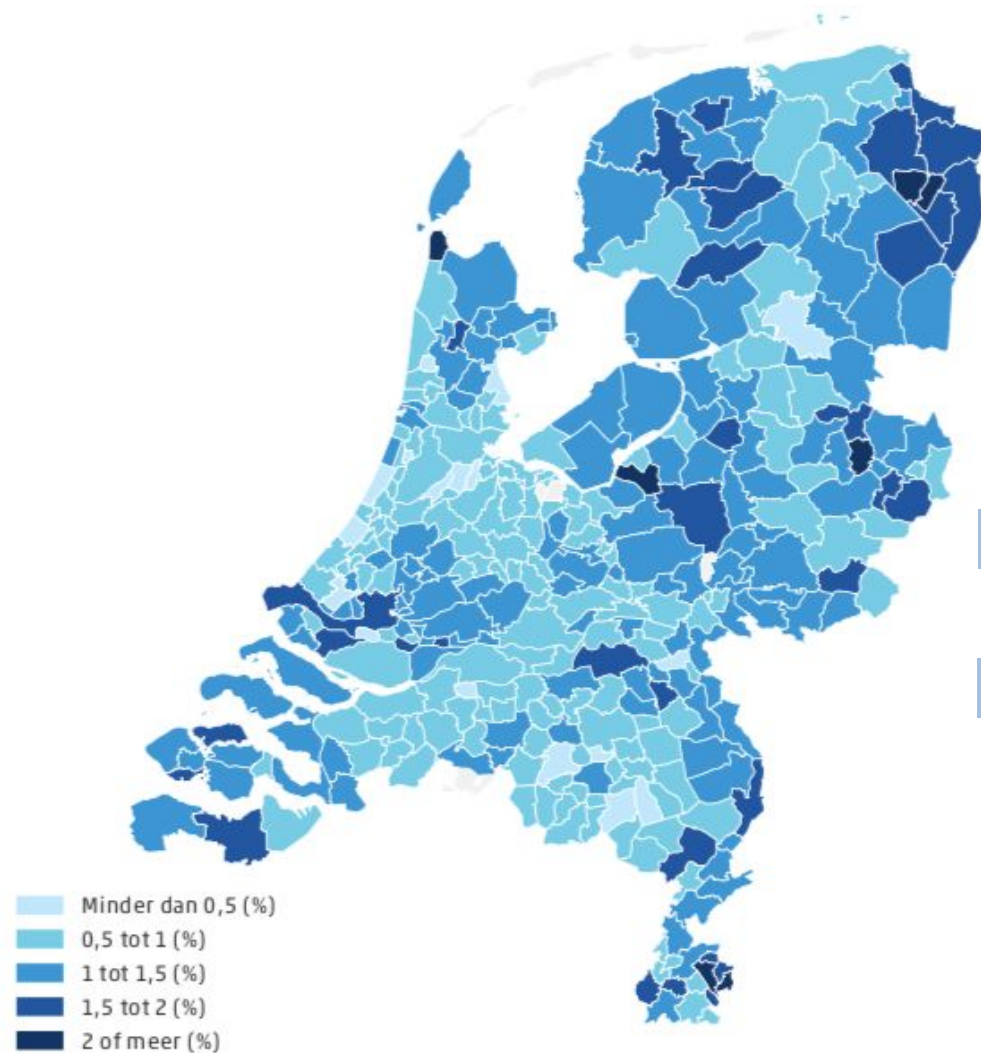 Minder dan 0,5 (%)
0,5 tot 1 (%)
1 tot 1,5 (%)
1,5 tot 2 (%)
2 of meer (%)